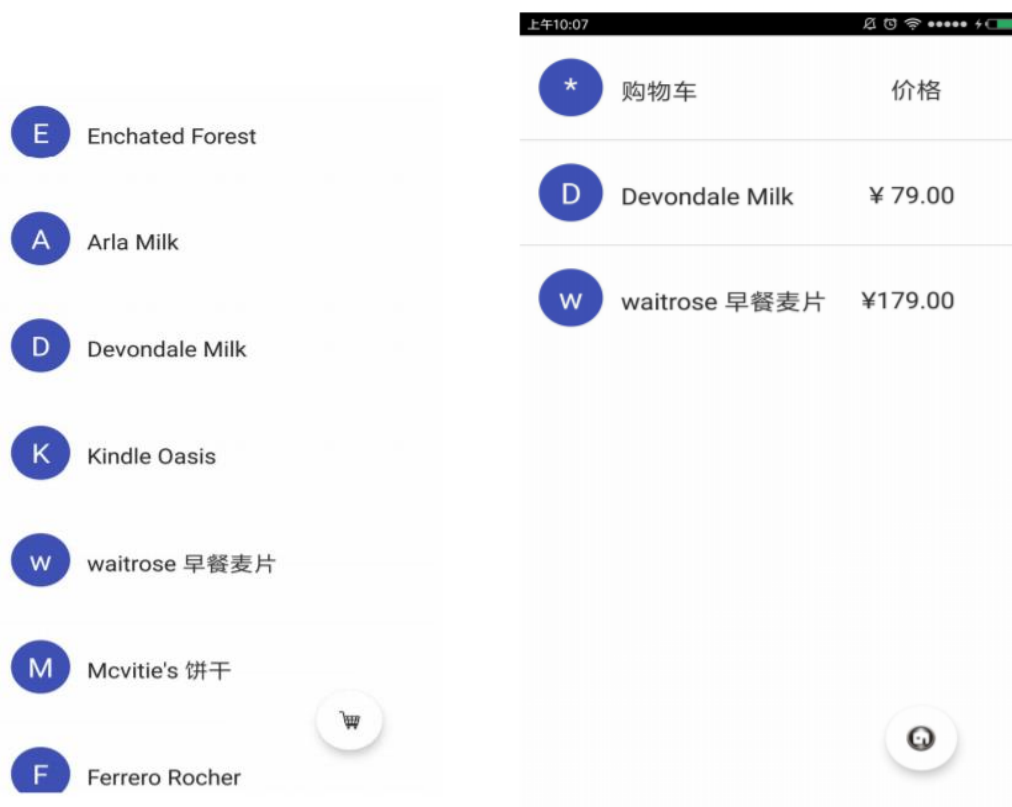 E Enchated Forest
A Arla Milk
D Devondale Milk
K Kindle Oasis
w waitrose 早餐麦片
M Mcvitie's 饼干
F Ferrero Rocher
上午10:07
* 购物车 价格
D Devondale Milk ¥ 79.00
w waitrose 早餐麦片 ¥179.00